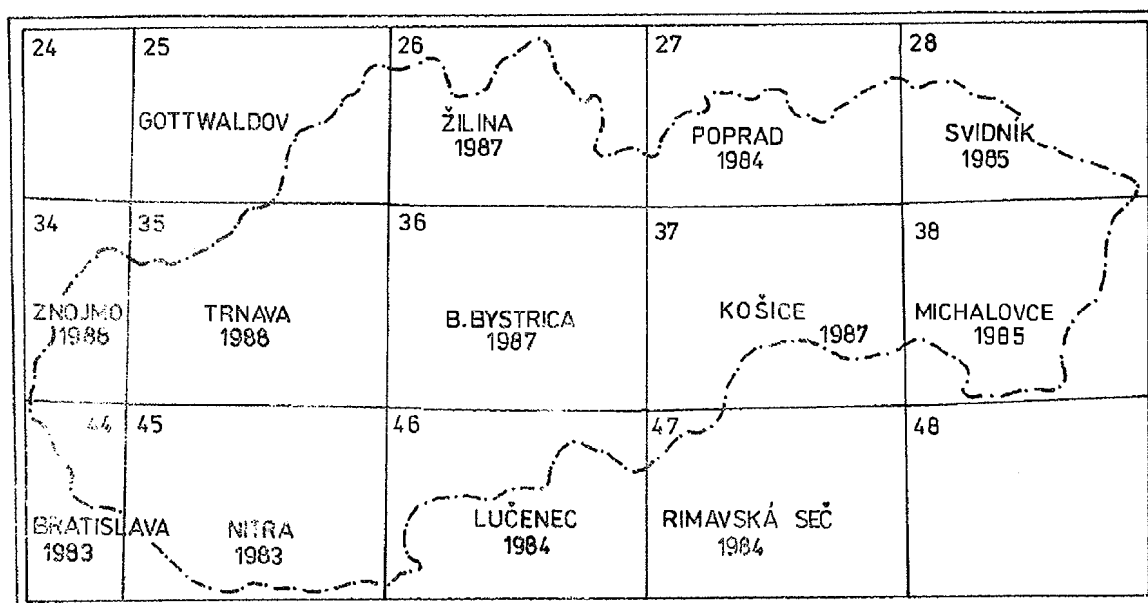 24
25
26
27
28
GOTTWALDOV
ŽILINA
1987
POPRAD
1984
SVIDNÍK
1985
34
35
36
37
38
ZNOJMO
1988
TRNAVA
1988
B.BYSTRICA
1987
KOŠICE
1987
MICHALOVCE
1985
44
45
46
47
48
BRATISLAVA
1983
NITRA
1983
LUČENEC
1984
RIMAVSKÁ SEČ
1984